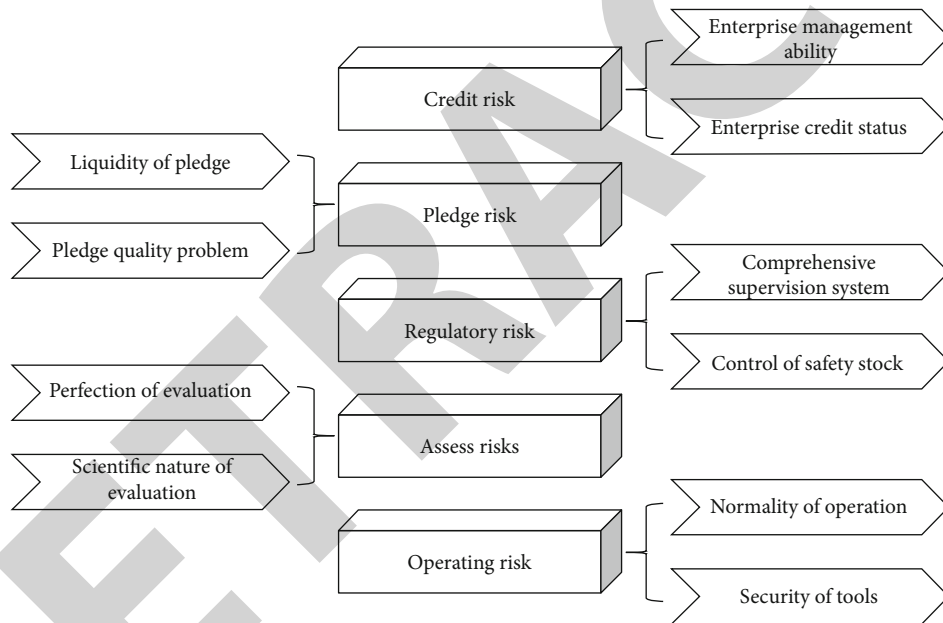 Enterprise management
ability
Credit risk
Enterprise credit status
Liquidity of pledge
Pledge risk
Pledge quality problem
Comprehensive
supervision system
Regulatory risk
Control of safety stock
Perfection of evaluation
Assess risks
Scientific nature of
evaluation
Normality of operation
Operating risk
Security of tools
ETRAC